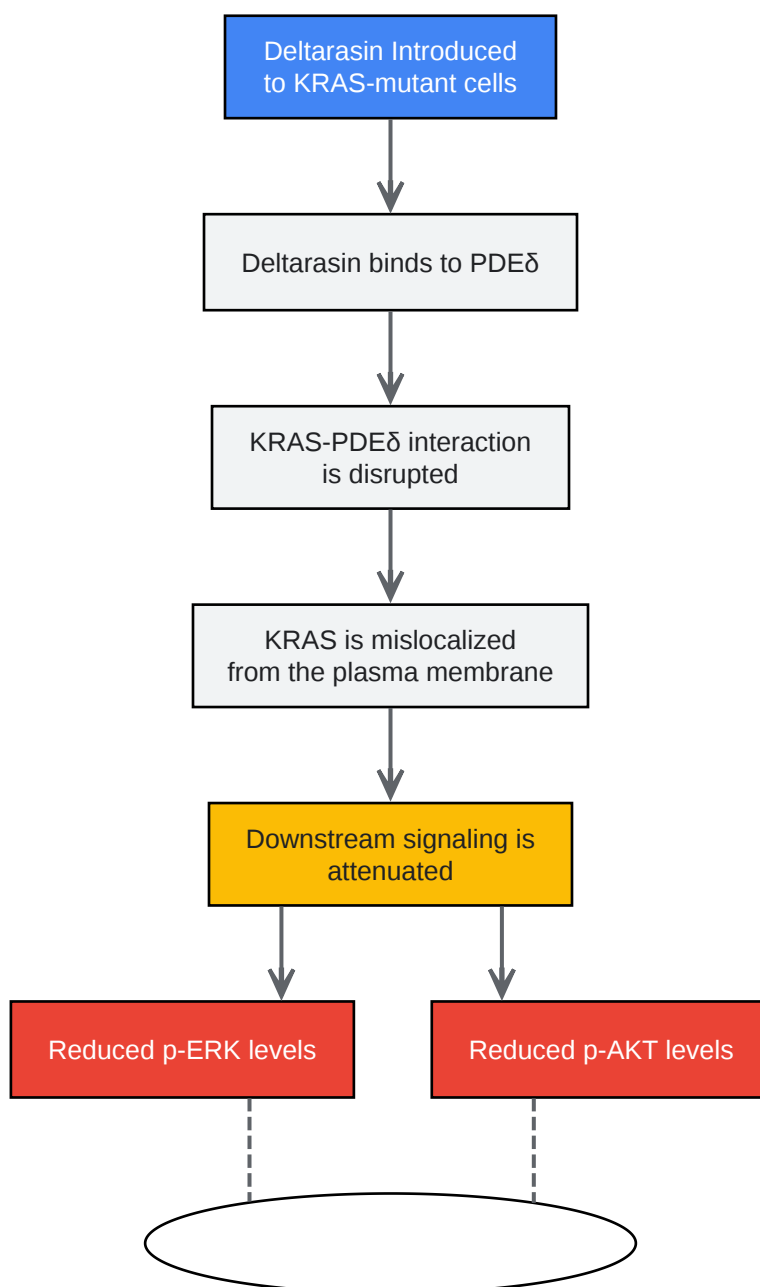 Deltarasin Introduced
to KRAS-mutant cells
Deltarasin binds to PDEδ
KRAS-PDEδ interaction
is disrupted
KRAS is mislocalized
from the plasma membrane
Downstream signaling is
attenuated
Reduced p-ERK levels
Reduced p-AKT levels